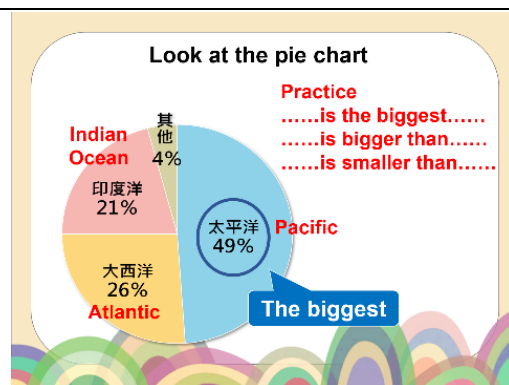 Look at the pie chart
Practice
……is the biggest……
……is bigger than……
……is smaller than……
其
他
4%
Indian
Ocean
印度洋
21%
太平洋
49%
Pacific
大西洋
26%
Atlantic
The biggest